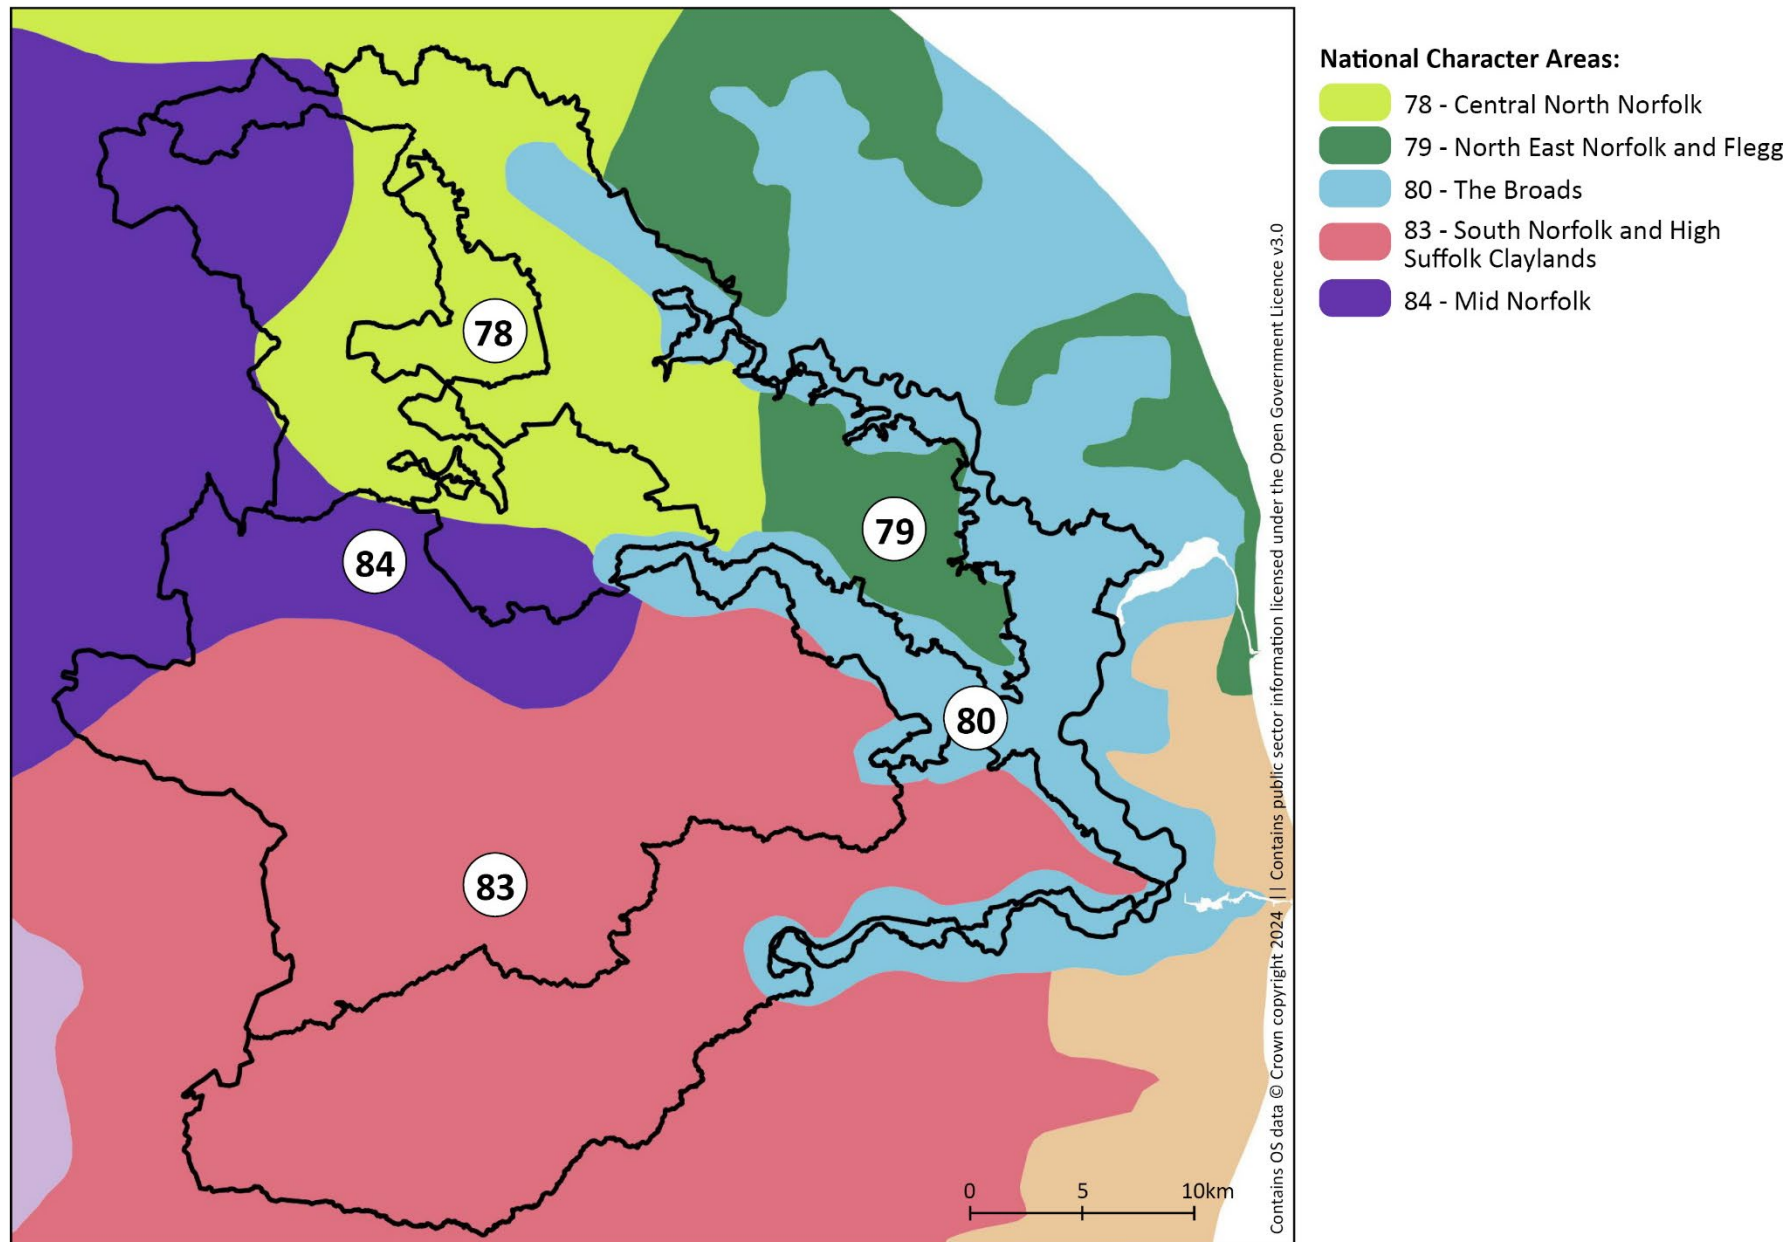 National Character Areas:
78 - Central North Norfolk
79 - North East Norfolk and Flegg
80 - The Broads
83 - South Norfolk and High
Suffolk Claylands
84 - Mid Norfolk
78
79
84
80
83
0 5 10km
Contains OS data © Crown copyright 2024 || Contains public sector information licensed under the Open Government Licence v3.0